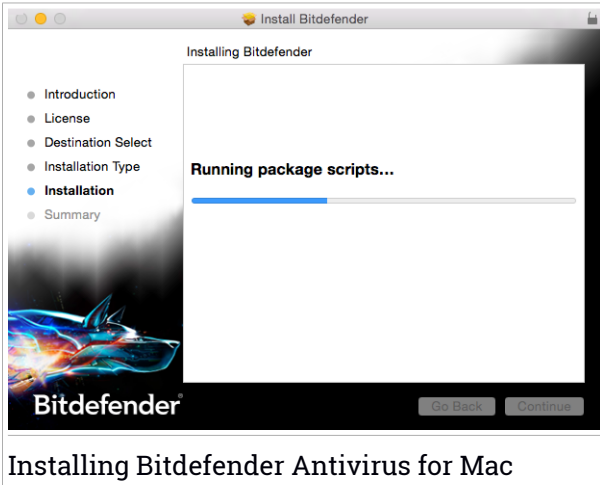 Install Bitdefender
Installing Bitdefender
Introduction
License
Destination Select
Installation Type
Installation
Summary
Running package scripts...
Bitdefender®
Go Back
Continue
Installing Bitdefender Antivirus for Mac